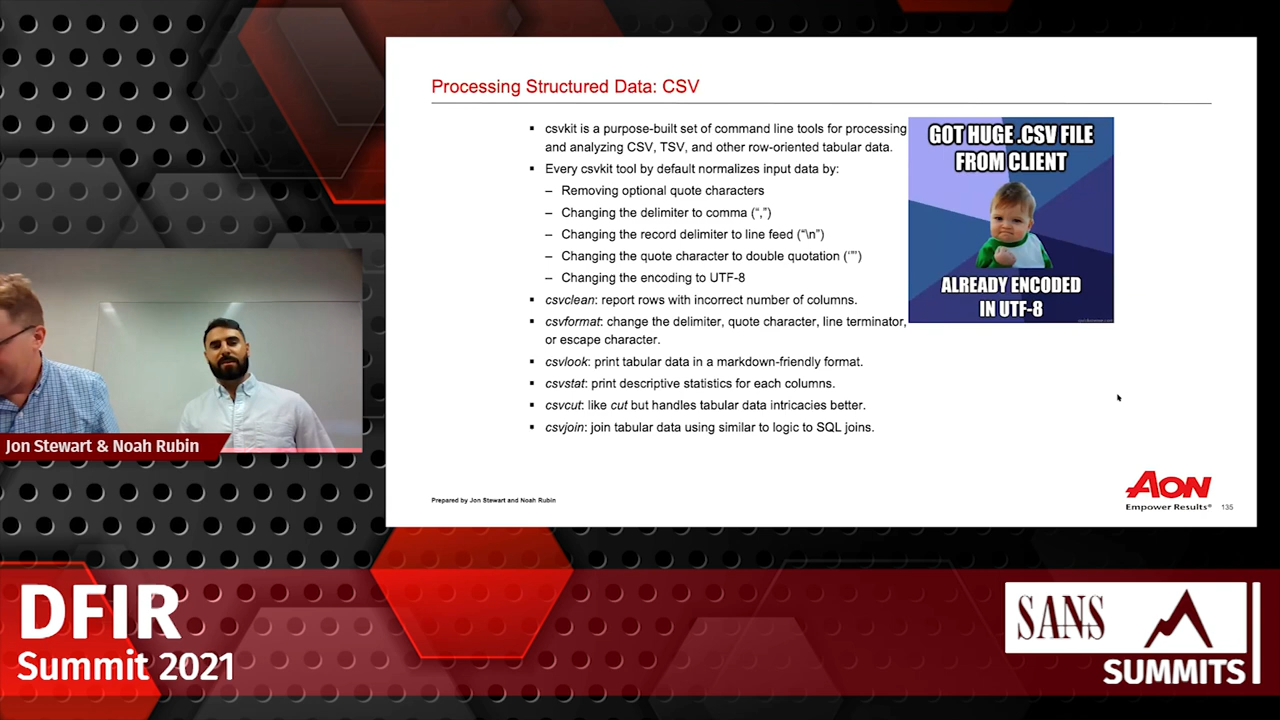 Processing Structured Data: CSV
▪ csvkit is a purpose-built set of command line tools for processing
and analyzing CSV, TSV, and other row-oriented tabular data.
▪ Every csvkit tool by default normalizes input data by:
– Removing optional quote characters
– Changing the delimiter to comma (“,”)
– Changing the record delimiter to line feed (“\n”)
– Changing the quote character to double quotation (‘”’)
– Changing the encoding to UTF-8
▪ csvclean: report rows with incorrect number of columns.
▪ csvformat: change the delimiter, quote character, line terminator,
or escape character.
▪ csvlook: print tabular data in a markdown-friendly format.
▪ csvstat: print descriptive statistics for each columns.
▪ csvcut: like cut but handles tabular data intricacies better.
▪ csvjoin: join tabular data using similar to logic to SQL joins.
GOT HUGE .CSV FILE
FROM CLIENT
ALREADY ENCODED
IN UTF-8
Prepared by Jon Stewart and Noah Rubin
AON
Empower Results®
135
Jon Stewart & Noah Rubin
DFIR
Summit 2021
SANS
SUMMITS